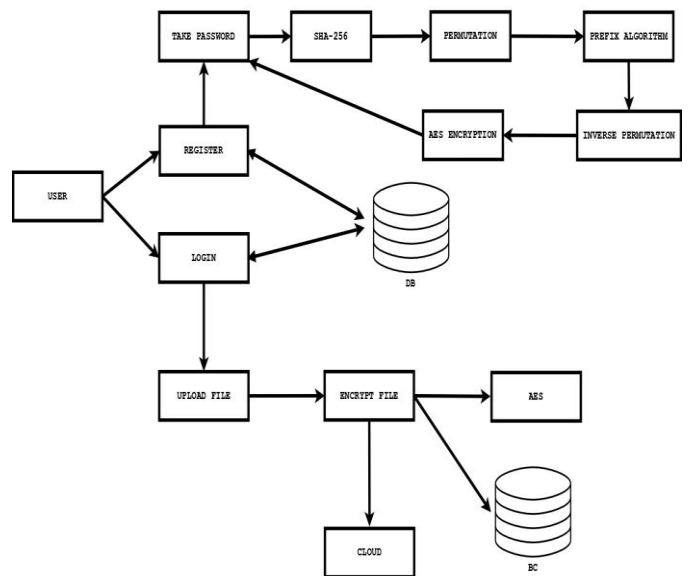 TAKE PASSWORD
SHA-256
PERMUTATION
PREFIX ALGORITHM
AES ENCRYPTION
INVERSE PERMUTATION
REGISTER
USER
LOGIN
DB
UPLOAD FILE
ENCRYPT FILE
AES
CLOUD
BC